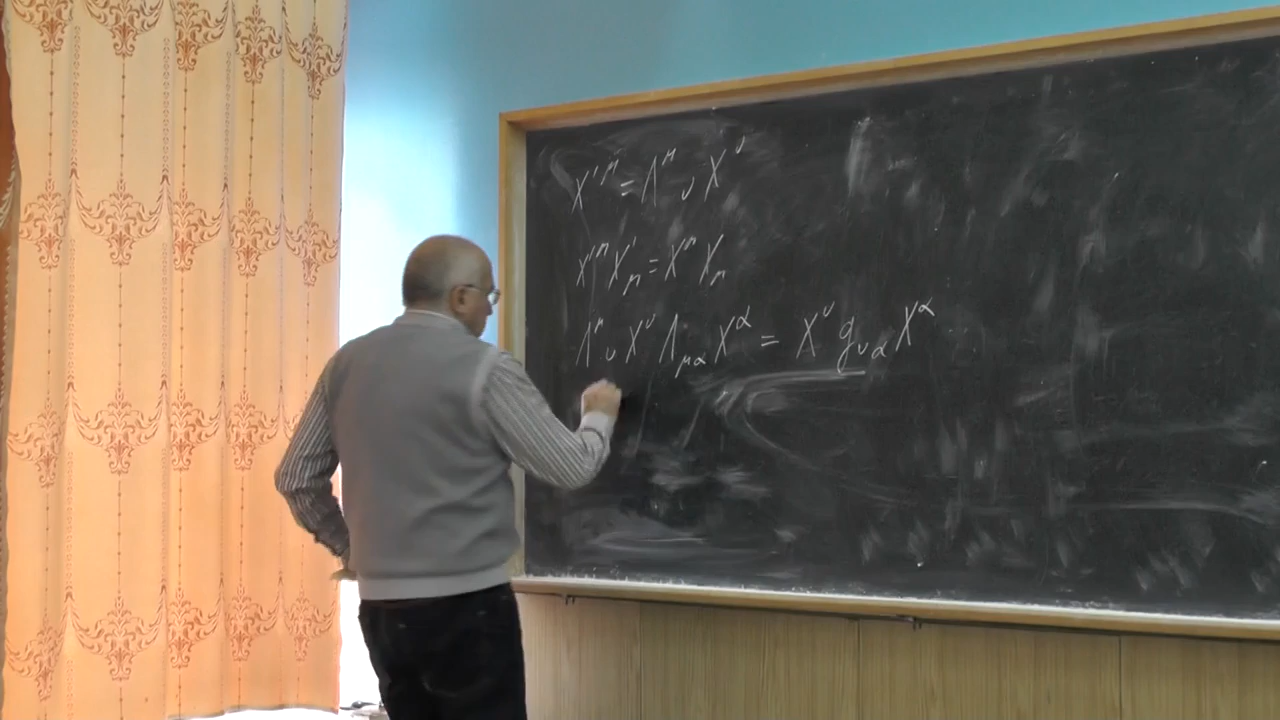 x'^μ = Λ^μ_ν x^ν
x'^μ x'_μ = x^μ x_μ
Λ^μ_ν x^ν Λ_μα x^α = x^ν g_να x^α